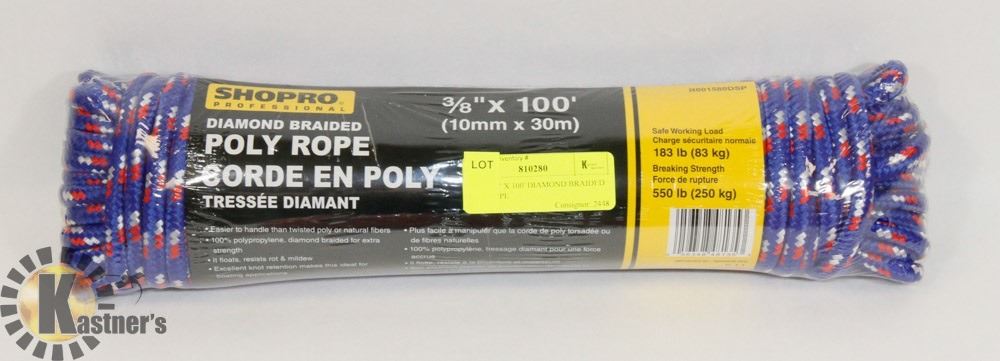 SHOPRO
PROFESSIONAL
DIAMOND BRAIDED
POLY ROPE
CORDE EN POLY
TRESSÉE DIAMANT
3/8" x 100'
(10mm x 30m)
LOT
ventory #
810280
K
X 100' DIAMOND BRAIDED
PL
Consignor: 2448
H001580DSP
Safe Working Load
Charge sécuritaire normale
183 lb (83 kg)
Breaking Strength
Force de rupture
550 lb (250 kg)
• Easier to handle than twisted poly or natural fibers
• 100% polypropylene, diamond braided for extra
strength
• It floats, resists rot & mildew
• Excellent knot retention makes this ideal for
boating applications
• Plus facile à manipuler que la corde de poly torsadée ou
de fibres naturelles
• 100% polypropylène, tressage diamant pour une force
accrue
Kastner's